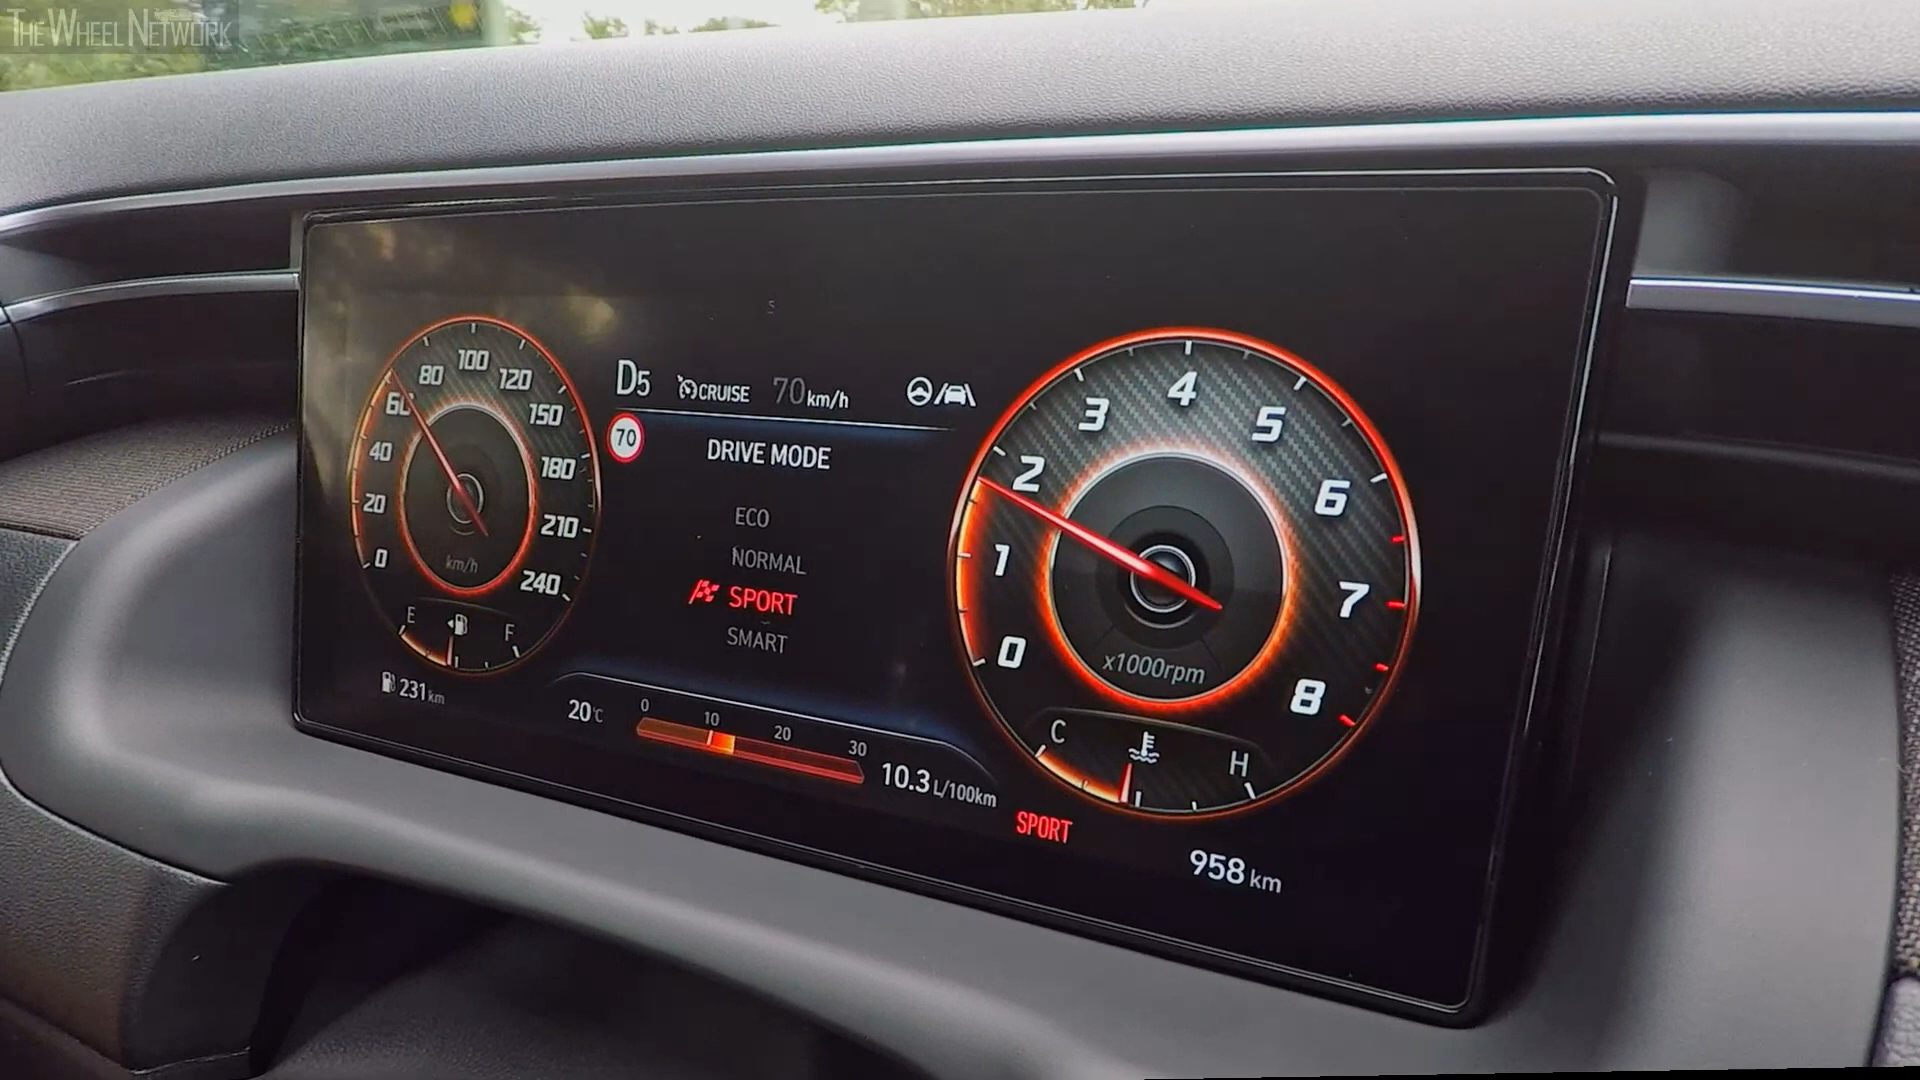 THE WHEEL NETWORK
D5 CRUISE 70 km/h
70
DRIVE MODE
ECO
NORMAL
SPORT
SMART
0 20 40 60 80 100 120 150 180 210 240
km/h
E F
231 km
20°C
0 10 20 30
10.3 L/100km
0 1 2 3 4 5 6 7 8
x1000rpm
C H
SPORT
958 km